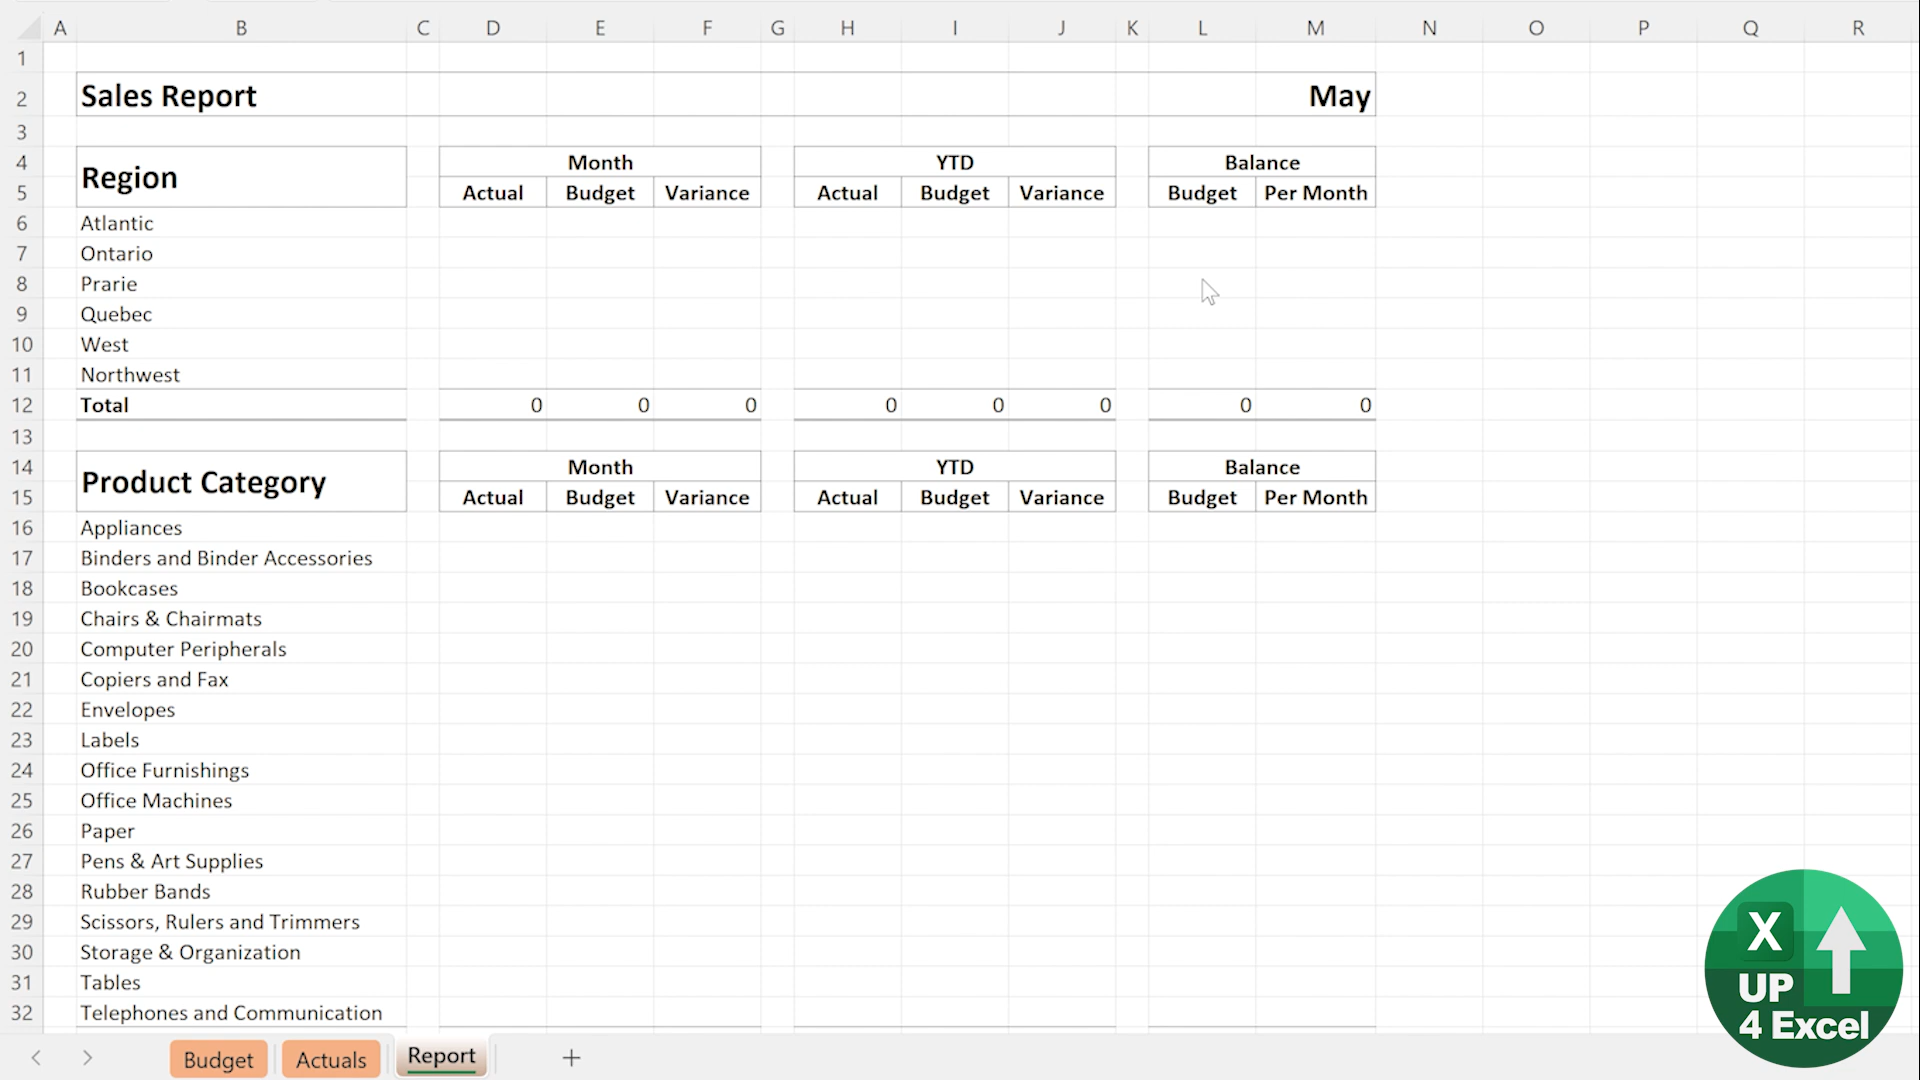 A B C D E F G H I J K L M N O P Q R
1
2 Sales Report May
3
4 Region Month YTD Balance
5 Actual Budget Variance Actual Budget Variance Budget Per Month
6 Atlantic
7 Ontario
8 Prarie
9 Quebec
10 West
11 Northwest
12 Total 0 0 0 0 0 0 0 0
13
14 Product Category Month YTD Balance
15 Actual Budget Variance Actual Budget Variance Budget Per Month
16 Appliances
17 Binders and Binder Accessories
18 Bookcases
19 Chairs & Chairmats
20 Computer Peripherals
21 Copiers and Fax
22 Envelopes
23 Labels
24 Office Furnishings
25 Office Machines
26 Paper
27 Pens & Art Supplies
28 Rubber Bands
29 Scissors, Rulers and Trimmers
30 Storage & Organization
31 Tables
32 Telephones and Communication
Budget Actuals Report
X
UP
4 Excel